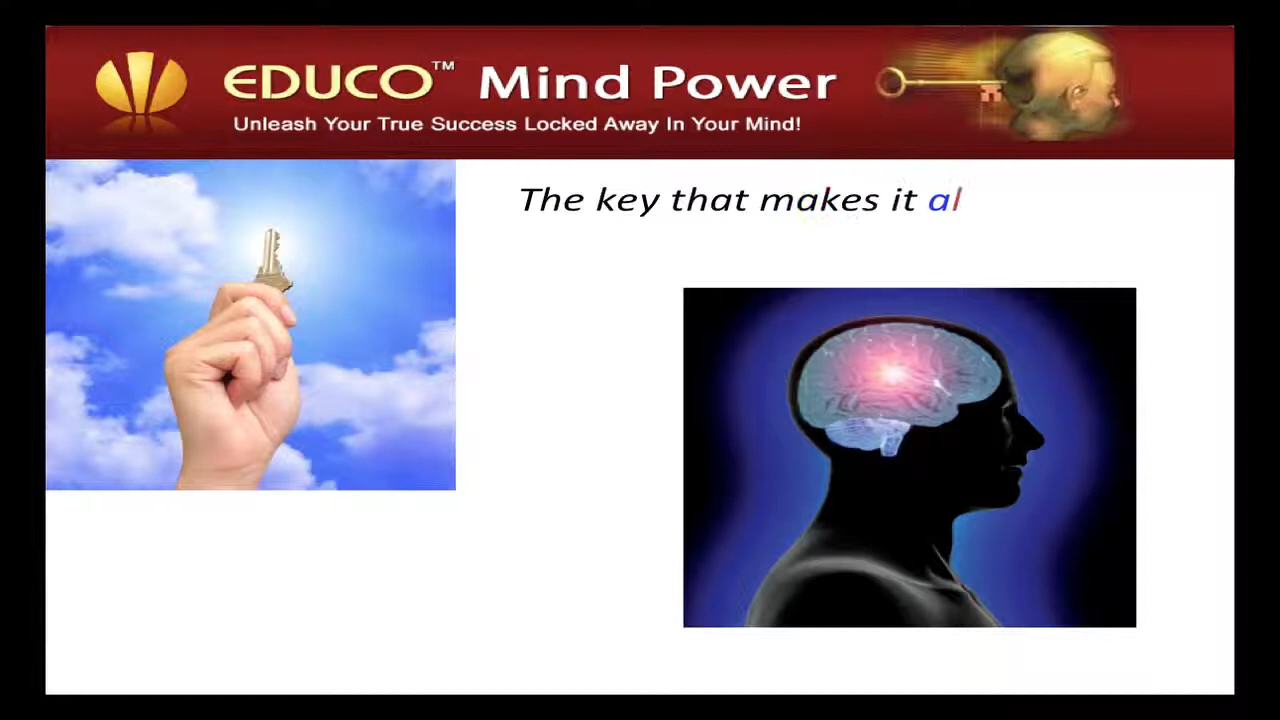 EDUCO™ Mind Power
Unleash Your True Success Locked Away In Your Mind!
The key that makes it al